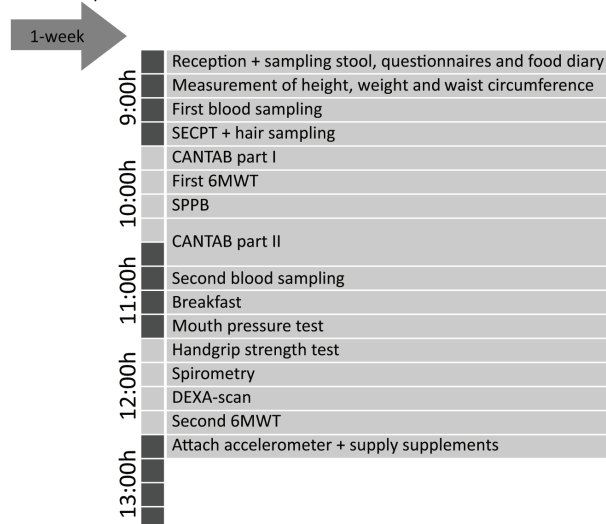 1-week
9:00h
Reception + sampling stool, questionnaires and food diary
Measurement of height, weight and waist circumference
First blood sampling
SECPT + hair sampling
10:00h
CANTAB part I
First 6MWT
SPPB
CANTAB part II
11:00h
Second blood sampling
Breakfast
Mouth pressure test
12:00h
Handgrip strength test
Spirometry
DEXA-scan
Second 6MWT
13:00h
Attach accelerometer + supply supplements